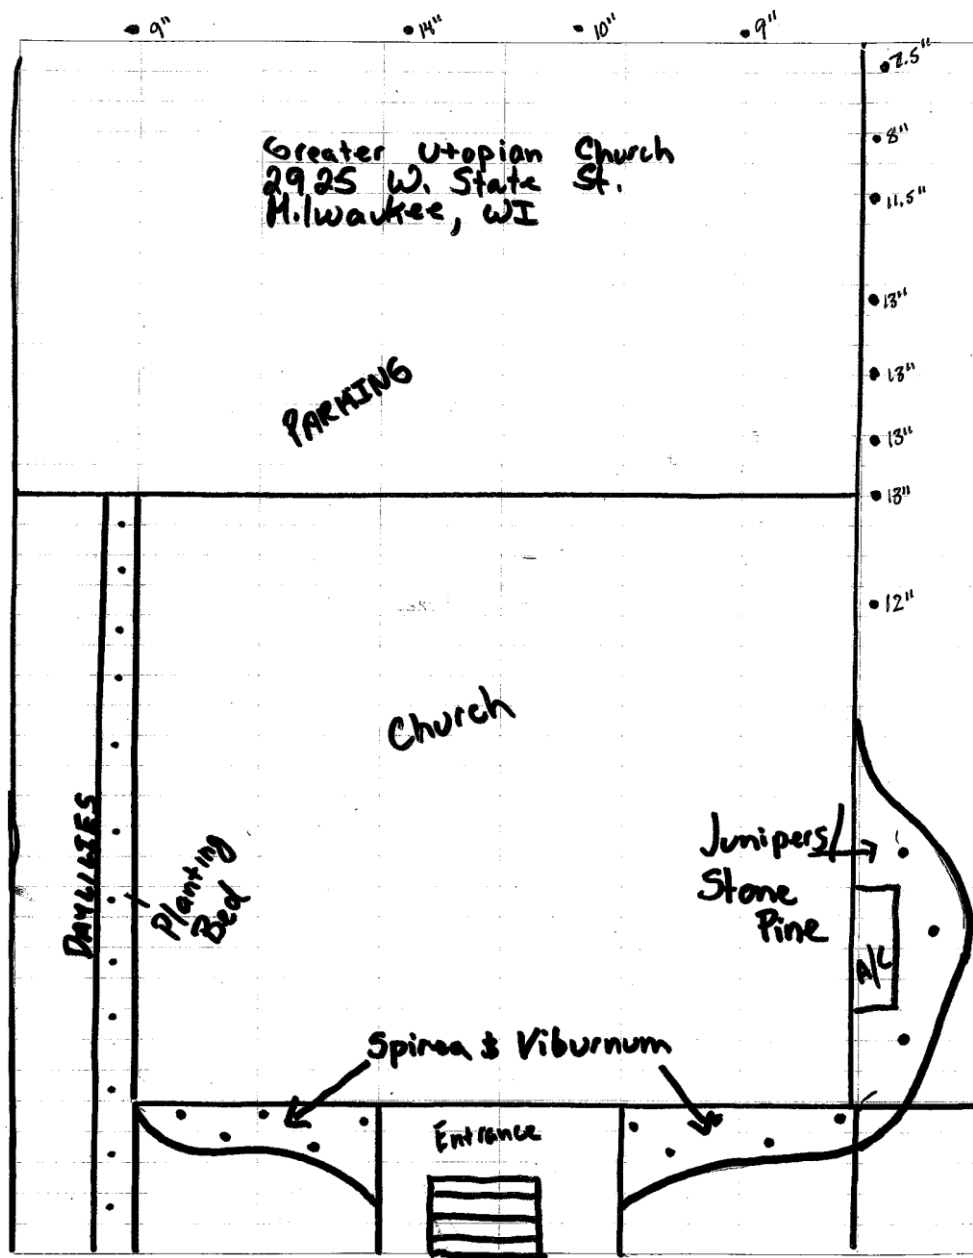 9"
14"
10"
9"
7.5"
8"
11.5"
Greater Utopian Church
2925 W. State St.
Milwaukee, WI
13"
13"
13"
13"
12"
PARKING
Church
DAYLILIES
Planting
Bed
Junipers/
Stone
Pine
A/C
Spirea & Viburnum
Entrance